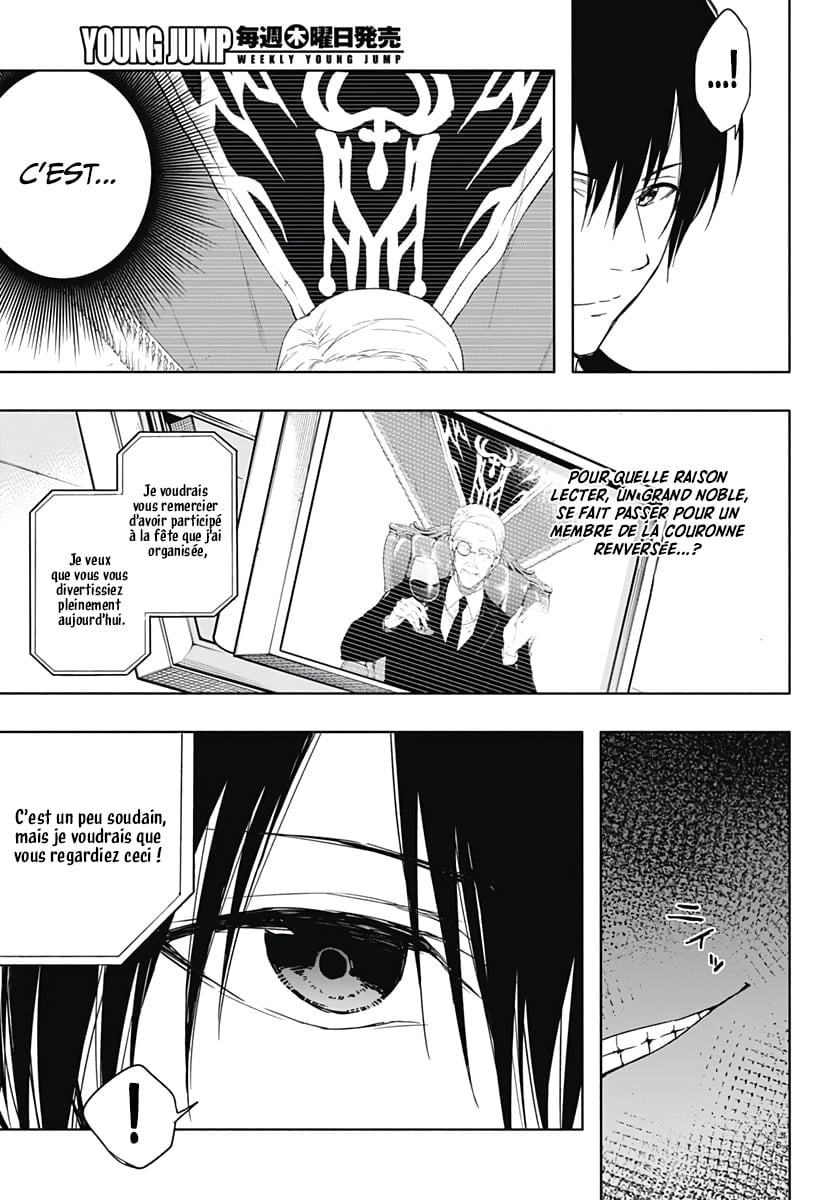 YOUNG JUMP 毎週木曜日発売
WEEKLY YOUNG JUMP
...!
C'EST...
POUR QUELLE RAISON
LECTER, UN GRAND NOBLE,
SE FAIT PASSER POUR UN
MEMBRE DE LA COURONNE
RENVERSÉE...?
Je voudrais
vous remercier
d'avoir participé
à la fête que j'ai
organisée,
Je veux
que vous vous
divertissiez
pleinement
aujourd'hui.
ニイッ
C'est un peu soudain,
mais je voudrais que
vous regardiez ceci !
!